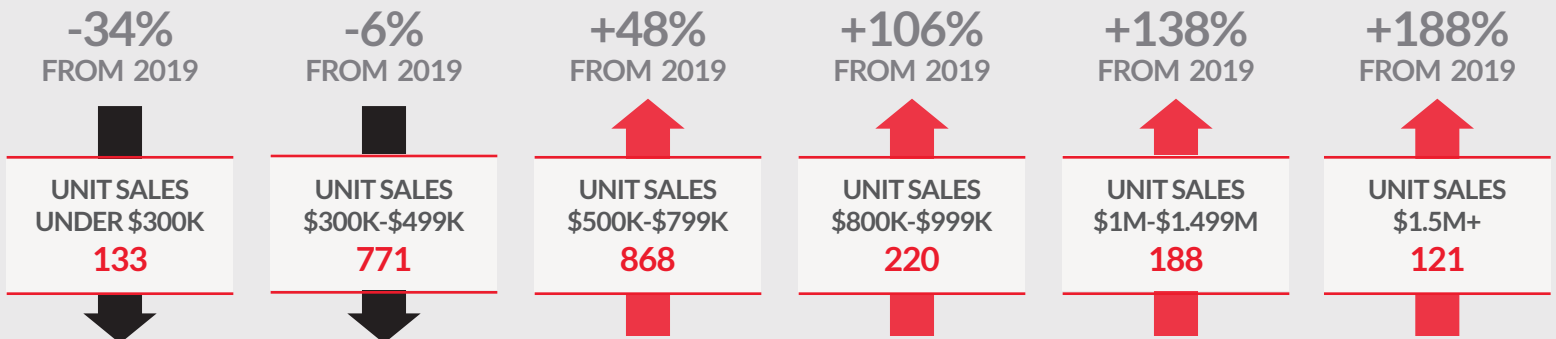 -34%
FROM 2019
UNIT SALES
UNDER $300K
133
-6%
FROM 2019
UNIT SALES
$300K-$499K
771
+48%
FROM 2019
UNIT SALES
$500K-$799K
868
+106%
FROM 2019
UNIT SALES
$800K-$999K
220
+138%
FROM 2019
UNIT SALES
$1M-$1.499M
188
+188%
FROM 2019
UNIT SALES
$1.5M+
121